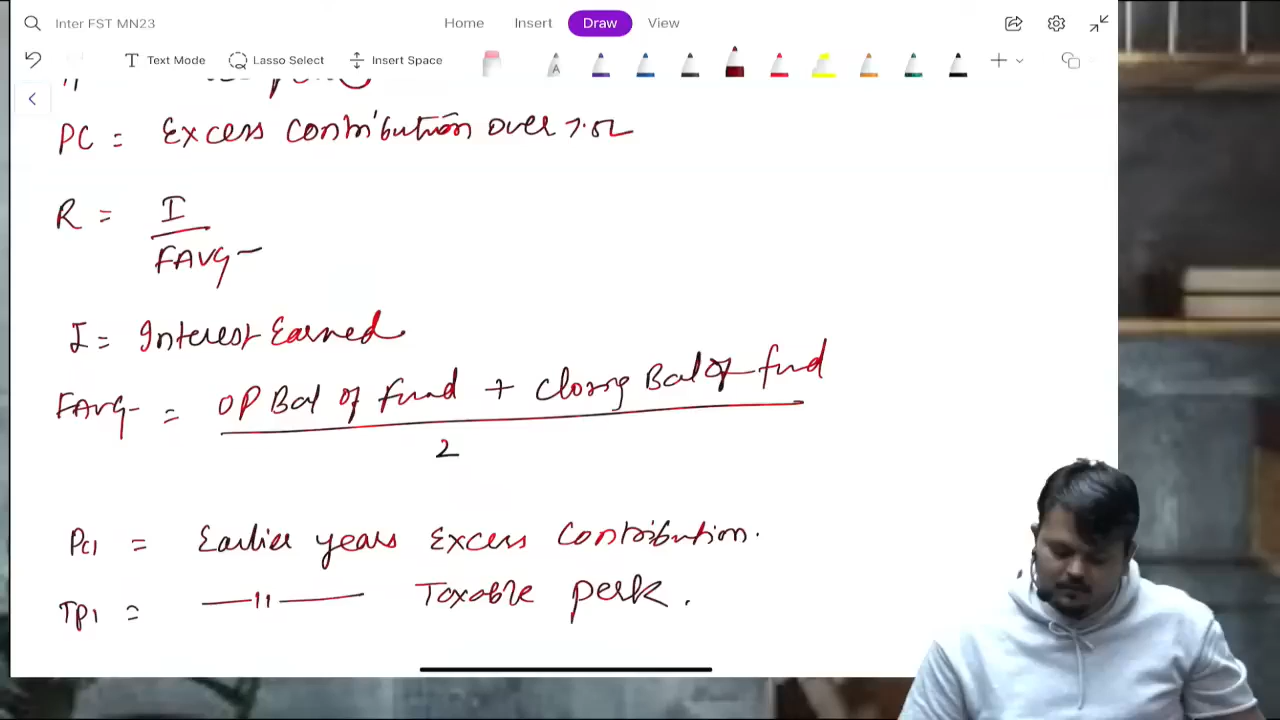 Inter FST MN23
Home Insert Draw View
Text Mode Lasso Select Insert Space
PC = Excess contribution over 7.5L
R = I
FAVG
I = Interest Earned
FAVG = OP Bal of fund + Closing Bal of fund
2
PC1 = Earlier years Excess contribution.
TP1 = —11— Taxable perk.